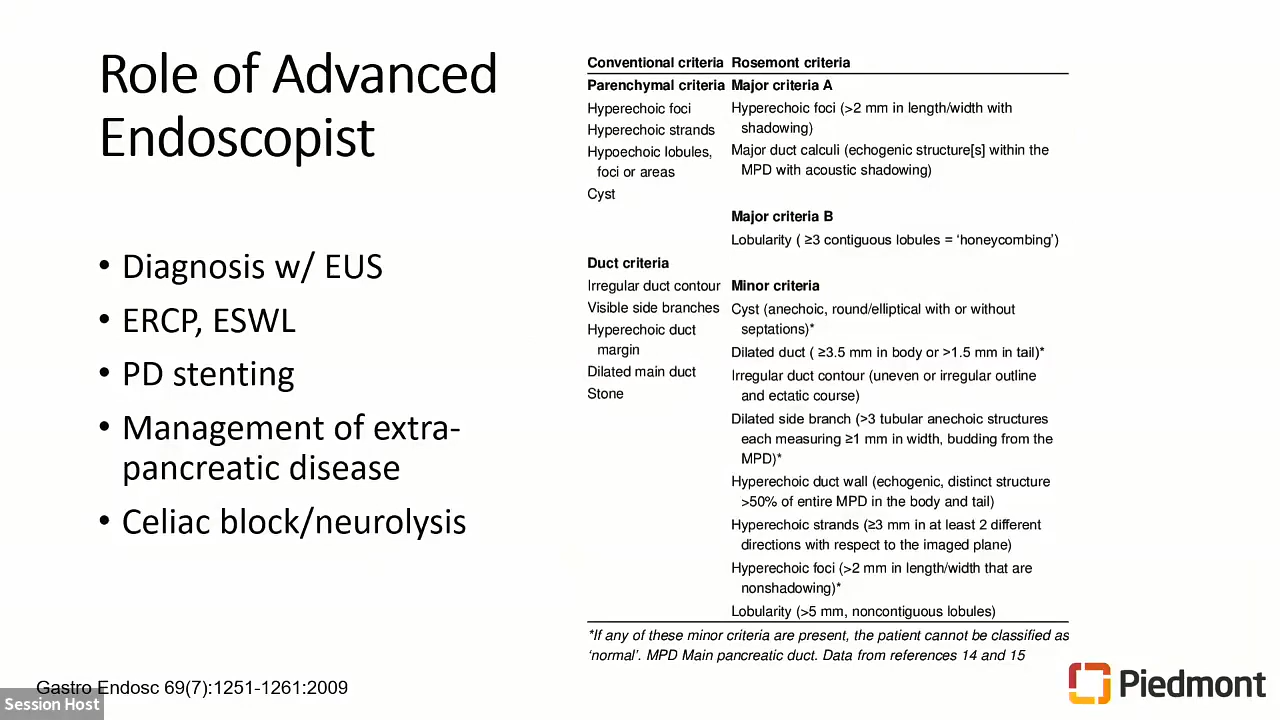 Role of Advanced
Endoscopist
• Diagnosis w/ EUS
• ERCP, ESWL
• PD stenting
• Management of extra-
pancreatic disease
• Celiac block/neurolysis
Conventional criteria Rosemont criteria
Parenchymal criteria Major criteria A
Hyperechoic foci Hyperechoic foci (>2 mm in length/width with
Hyperechoic strands shadowing)
Hypoechoic lobules, Major duct calculi (echogenic structure[s] within the
foci or areas MPD with acoustic shadowing)
Cyst
Major criteria B
Lobularity ( ≥3 contiguous lobules = ‘honeycombing’)
Duct criteria
Irregular duct contour Minor criteria
Visible side branches Cyst (anechoic, round/elliptical with or without
Hyperechoic duct septations)*
margin Dilated duct ( ≥3.5 mm in body or >1.5 mm in tail)*
Dilated main duct Irregular duct contour (uneven or irregular outline
Stone and ectatic course)
Dilated side branch (>3 tubular anechoic structures
each measuring ≥1 mm in width, budding from the
MPD)*
Hyperechoic duct wall (echogenic, distinct structure
>50% of entire MPD in the body and tail)
Hyperechoic strands (≥3 mm in at least 2 different
directions with respect to the imaged plane)
Hyperechoic foci (>2 mm in length/width that are
nonshadowing)*
Lobularity (>5 mm, noncontiguous lobules)
*If any of these minor criteria are present, the patient cannot be classified as
‘normal’. MPD Main pancreatic duct. Data from references 14 and 15
Gastro Endosc 69(7):1251-1261:2009
Session Host
Piedmont